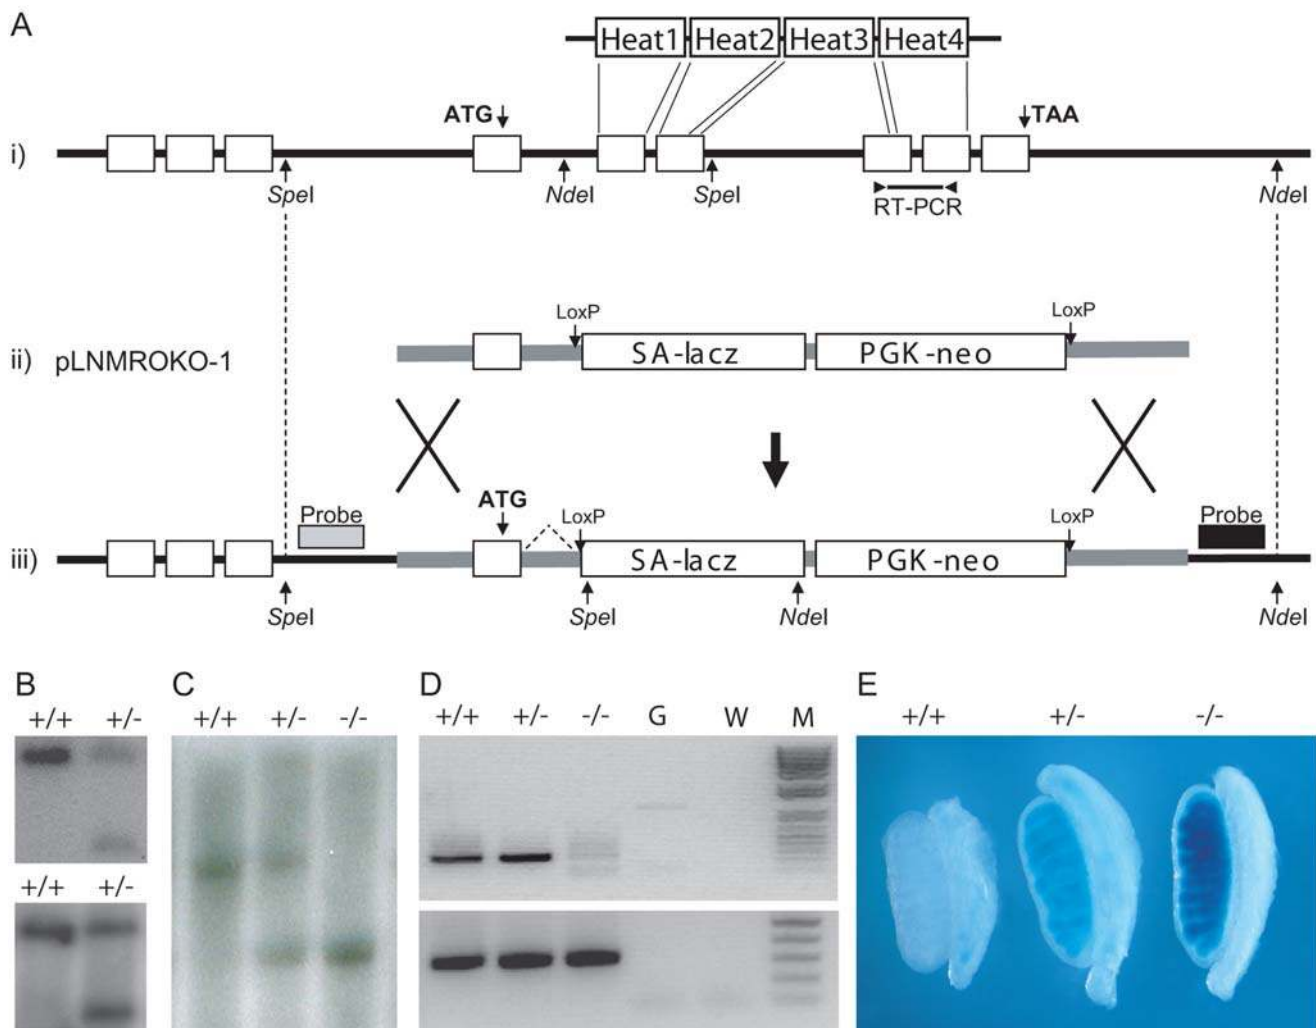 A
Heat1 Heat2 Heat3 Heat4
ATG TAA
i)
SpeI NdeI SpeI NdeI
RT-PCR
LoxP LoxP
ii) pLNMROKO-1 SA-lacz PGK-neo
ATG
Probe LoxP LoxP Probe
iii) SA-lacz PGK-neo
SpeI SpeI NdeI NdeI
B C D E
+/+ +/-
+/+ +/- -/-
+/+ +/- -/- G W M
+/+ +/- -/-
+/+ +/-